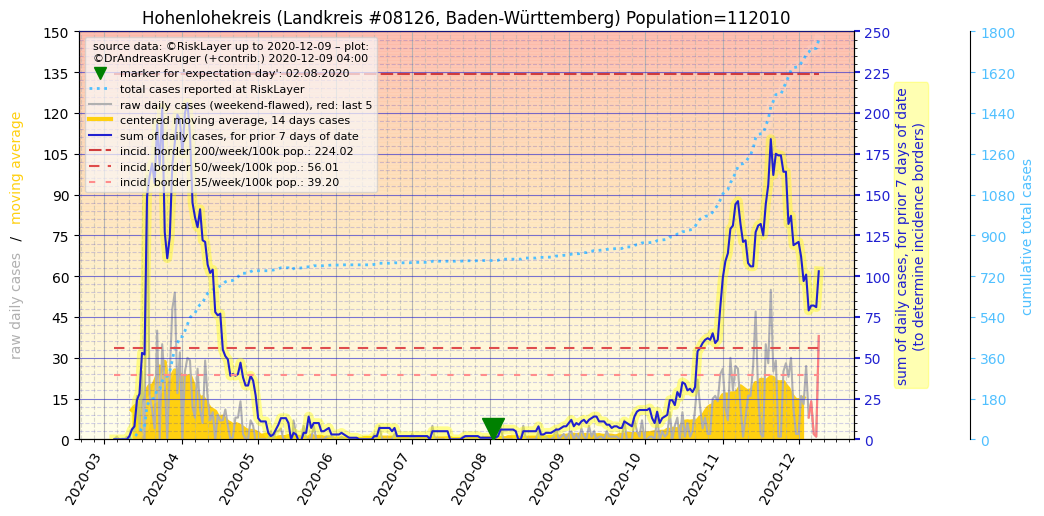 Hohenlohekreis (Landkreis #08126, Baden-Württemberg) Population=112010
source data: ©RiskLayer up to 2020-12-09 – plot:
©DrAndreasKruger (+contrib.) 2020-12-09 04:00
marker for 'expectation day': 02.08.2020
total cases reported at RiskLayer
raw daily cases (weekend-flawed), red: last 5
centered moving average, 14 days cases
sum of daily cases, for prior 7 days of date
incid. border 200/week/100k pop.: 224.02
incid. border 50/week/100k pop.: 56.01
incid. border 35/week/100k pop.: 39.20
raw daily cases / moving average
150
135
120
105
90
75
60
45
30
15
0
2020-03
2020-04
2020-05
2020-06
2020-07
2020-08
2020-09
2020-10
2020-11
2020-12
250
225
200
175
150
125
100
75
50
25
0
sum of daily cases, for prior 7 days of date
(to determine incidence borders)
1800
1620
1440
1260
1080
900
720
540
360
180
0
cumulative total cases